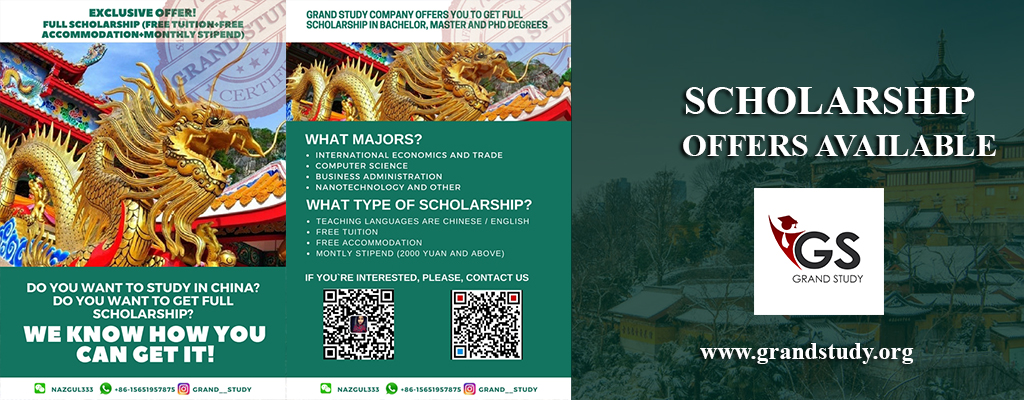 EXCLUSIVE OFFER!
FULL SCHOLARSHIP (FREE TUITION+FREE
ACCOMMODATION+MONTHLY STIPEND)
GRAND STUDY
CERTIFIED
DO YOU WANT TO STUDY IN CHINA?
DO YOU WANT TO GET FULL
SCHOLARSHIP?
WE KNOW HOW YOU
CAN GET IT!
NAZGUL333 +86-15651957875 GRAND__STUDY
GRAND STUDY COMPANY OFFERS YOU TO GET FULL
SCHOLARSHIP IN BACHELOR, MASTER AND PHD DEGREES
WHAT MAJORS?
• INTERNATIONAL ECONOMICS AND TRADE
• COMPUTER SCIENCE
• BUSINESS ADMINISTRATION
• NANOTECHNOLOGY AND OTHER
WHAT TYPE OF SCHOLARSHIP?
• TEACHING LANGUAGES ARE CHINESE / ENGLISH
• FREE TUITION
• FREE ACCOMMODATION
• MONTLY STIPEND (2000 YUAN AND ABOVE)
IF YOU`RE INTERESTED, PLEASE, CONTACT US
NAZGUL333 +86-15651957875 GRAND__STUDY
SCHOLARSHIP
OFFERS AVAILABLE
GS
GRAND STUDY
www.grandstudy.org